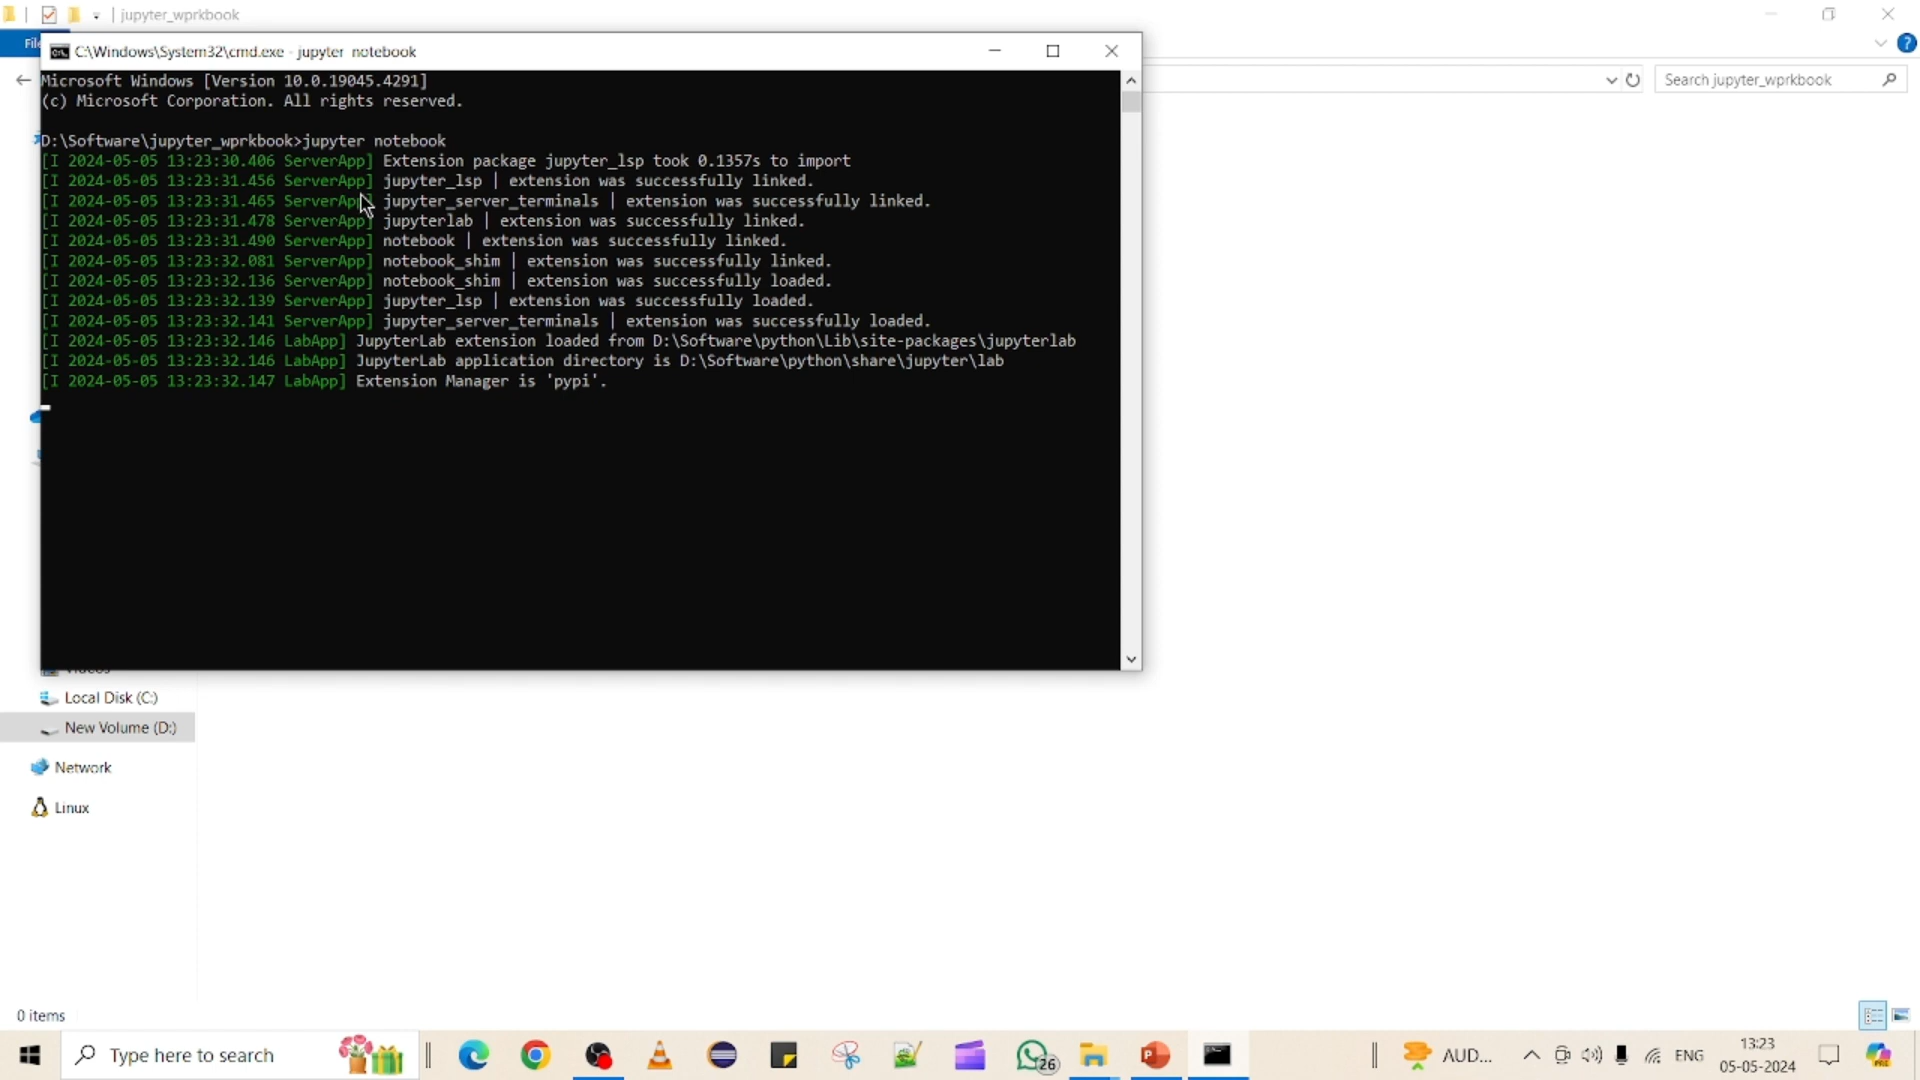 jupyter_wprkbook
C:\Windows\System32\cmd.exe - jupyter notebook
Microsoft Windows [Version 10.0.19045.4291]
(c) Microsoft Corporation. All rights reserved.
D:\Software\jupyter_wprkbook>jupyter notebook
[I 2024-05-05 13:23:30.406 ServerApp] Extension package jupyter_lsp took 0.1357s to import
[I 2024-05-05 13:23:31.456 ServerApp] jupyter_lsp | extension was successfully linked.
[I 2024-05-05 13:23:31.465 ServerApp] jupyter_server_terminals | extension was successfully linked.
[I 2024-05-05 13:23:31.478 ServerApp] jupyterlab | extension was successfully linked.
[I 2024-05-05 13:23:31.490 ServerApp] notebook | extension was successfully linked.
[I 2024-05-05 13:23:32.081 ServerApp] notebook_shim | extension was successfully linked.
[I 2024-05-05 13:23:32.136 ServerApp] notebook_shim | extension was successfully loaded.
[I 2024-05-05 13:23:32.139 ServerApp] jupyter_lsp | extension was successfully loaded.
[I 2024-05-05 13:23:32.141 ServerApp] jupyter_server_terminals | extension was successfully loaded.
[I 2024-05-05 13:23:32.146 LabApp] JupyterLab extension loaded from D:\Software\python\Lib\site-packages\jupyterlab
[I 2024-05-05 13:23:32.146 LabApp] JupyterLab application directory is D:\Software\python\share\jupyter\lab
[I 2024-05-05 13:23:32.147 LabApp] Extension Manager is 'pypi'.
Search jupyter_wprkbook
Local Disk (C:)
New Volume (D:)
Network
Linux
0 items
Type here to search
26
AUD...
ENG
13:23
05-05-2024